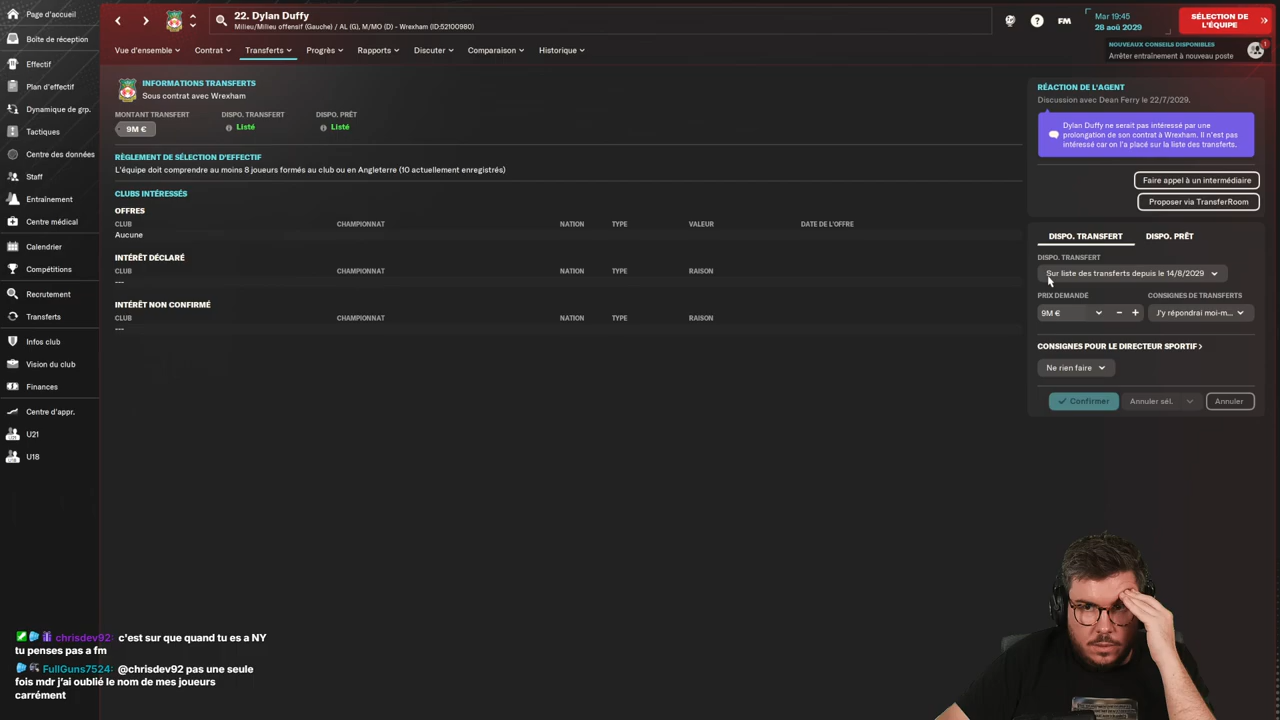 Page d'accueil
Boîte de réception
Effectif
Plan d'effectif
Dynamique de grp.
Tactiques
Centre des données
Staff
Entraînement
Centre médical
Calendrier
Compétitions
Recrutement
Transferts
Infos club
Vision du club
Finances
Centre d'appr.
U21
U18
22. Dylan Duffy
Milieu/Milieu offensif (Gauche) / AL (G), M/MO (D) - Wrexham (ID:52100980)
FM
Mar 19:45
28 aoû 2029
SÉLECTION DE L'ÉQUIPE
NOUVEAUX CONSEILS DISPONIBLES
Arrêter entraînement à nouveau poste
1
Vue d'ensemble Contrat Transferts Progrès Rapports Discuter Comparaison Historique
INFORMATIONS TRANSFERTS
Sous contrat avec Wrexham
MONTANT TRANSFERT DISPO. TRANSFERT DISPO. PRÊT
9M € Listé Listé
RÈGLEMENT DE SÉLECTION D'EFFECTIF
L'équipe doit comprendre au moins 8 joueurs formés au club ou en Angleterre (10 actuellement enregistrés)
CLUBS INTÉRESSÉS
OFFRES
CLUB CHAMPIONNAT NATION TYPE VALEUR DATE DE L'OFFRE
Aucune
INTÉRÊT DÉCLARÉ
CLUB CHAMPIONNAT NATION TYPE RAISON
---
INTÉRÊT NON CONFIRMÉ
CLUB CHAMPIONNAT NATION TYPE RAISON
---
RÉACTION DE L'AGENT
Discussion avec Dean Ferry le 22/7/2029.
Dylan Duffy ne serait pas intéressé par une
prolongation de son contrat à Wrexham. Il n'est pas
intéressé car on l'a placé sur la liste des transferts.
Faire appel à un intermédiaire
Proposer via TransferRoom
DISPO. TRANSFERT DISPO. PRÊT
DISPO. TRANSFERT
Sur liste des transferts depuis le 14/8/2029
PRIX DEMANDÉ CONSIGNES DE TRANSFERTS
9M € - + J'y répondrai moi-m...
CONSIGNES POUR LE DIRECTEUR SPORTIF >
Ne rien faire
Confirmer Annuler sél. Annuler
chrisdev92: c'est sur que quand tu es a NY
tu penses pas a fm
FullGuns7524: @chrisdev92 pas une seule
fois mdr j'ai oublié le nom de mes joueurs
carrément